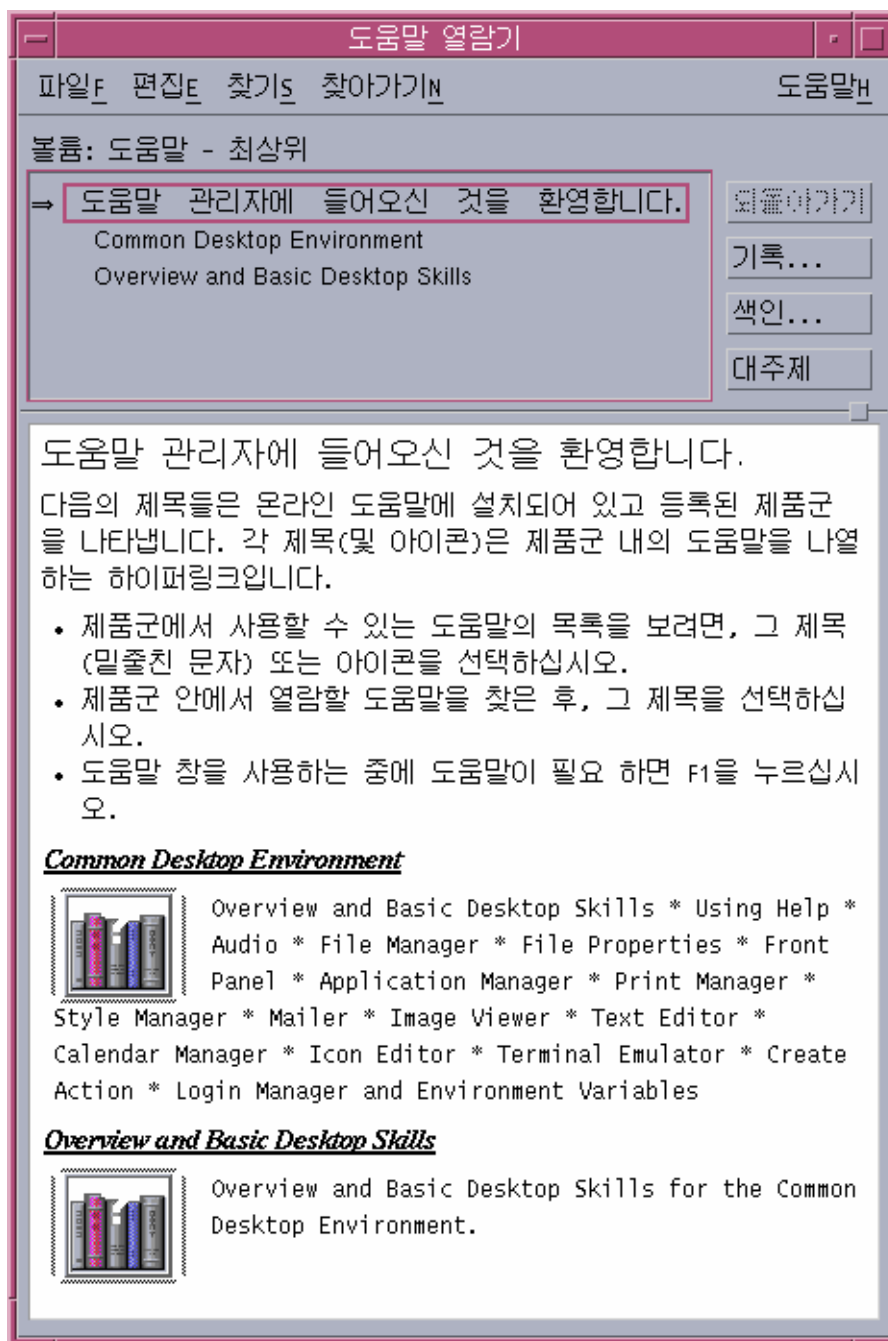 도움말 열람기
파일F 편집E 찾기S 찾아가기N 도움말H
볼륨: 도움말 - 최상위
⇒ 도움말 관리자에 들어오신 것을 환영합니다.
Common Desktop Environment
Overview and Basic Desktop Skills
되돌아가기
기록...
색인...
대주제
도움말 관리자에 들어오신 것을 환영합니다.
다음의 제목들은 온라인 도움말에 설치되어 있고 등록된 제품군
을 나타냅니다. 각 제목(및 아이콘)은 제품군 내의 도움말을 나열
하는 하이퍼링크입니다.
• 제품군에서 사용할 수 있는 도움말의 목록을 보려면, 그 제목
(밑줄친 문자) 또는 아이콘을 선택하십시오.
• 제품군 안에서 열람할 도움말을 찾은 후, 그 제목을 선택하십
시오.
• 도움말 창을 사용하는 중에 도움말이 필요 하면 F1을 누르십시
오.
Common Desktop Environment
Overview and Basic Desktop Skills * Using Help *
Audio * File Manager * File Properties * Front
Panel * Application Manager * Print Manager *
Style Manager * Mailer * Image Viewer * Text Editor *
Calendar Manager * Icon Editor * Terminal Emulator * Create
Action * Login Manager and Environment Variables
Overview and Basic Desktop Skills
Overview and Basic Desktop Skills for the Common
Desktop Environment.